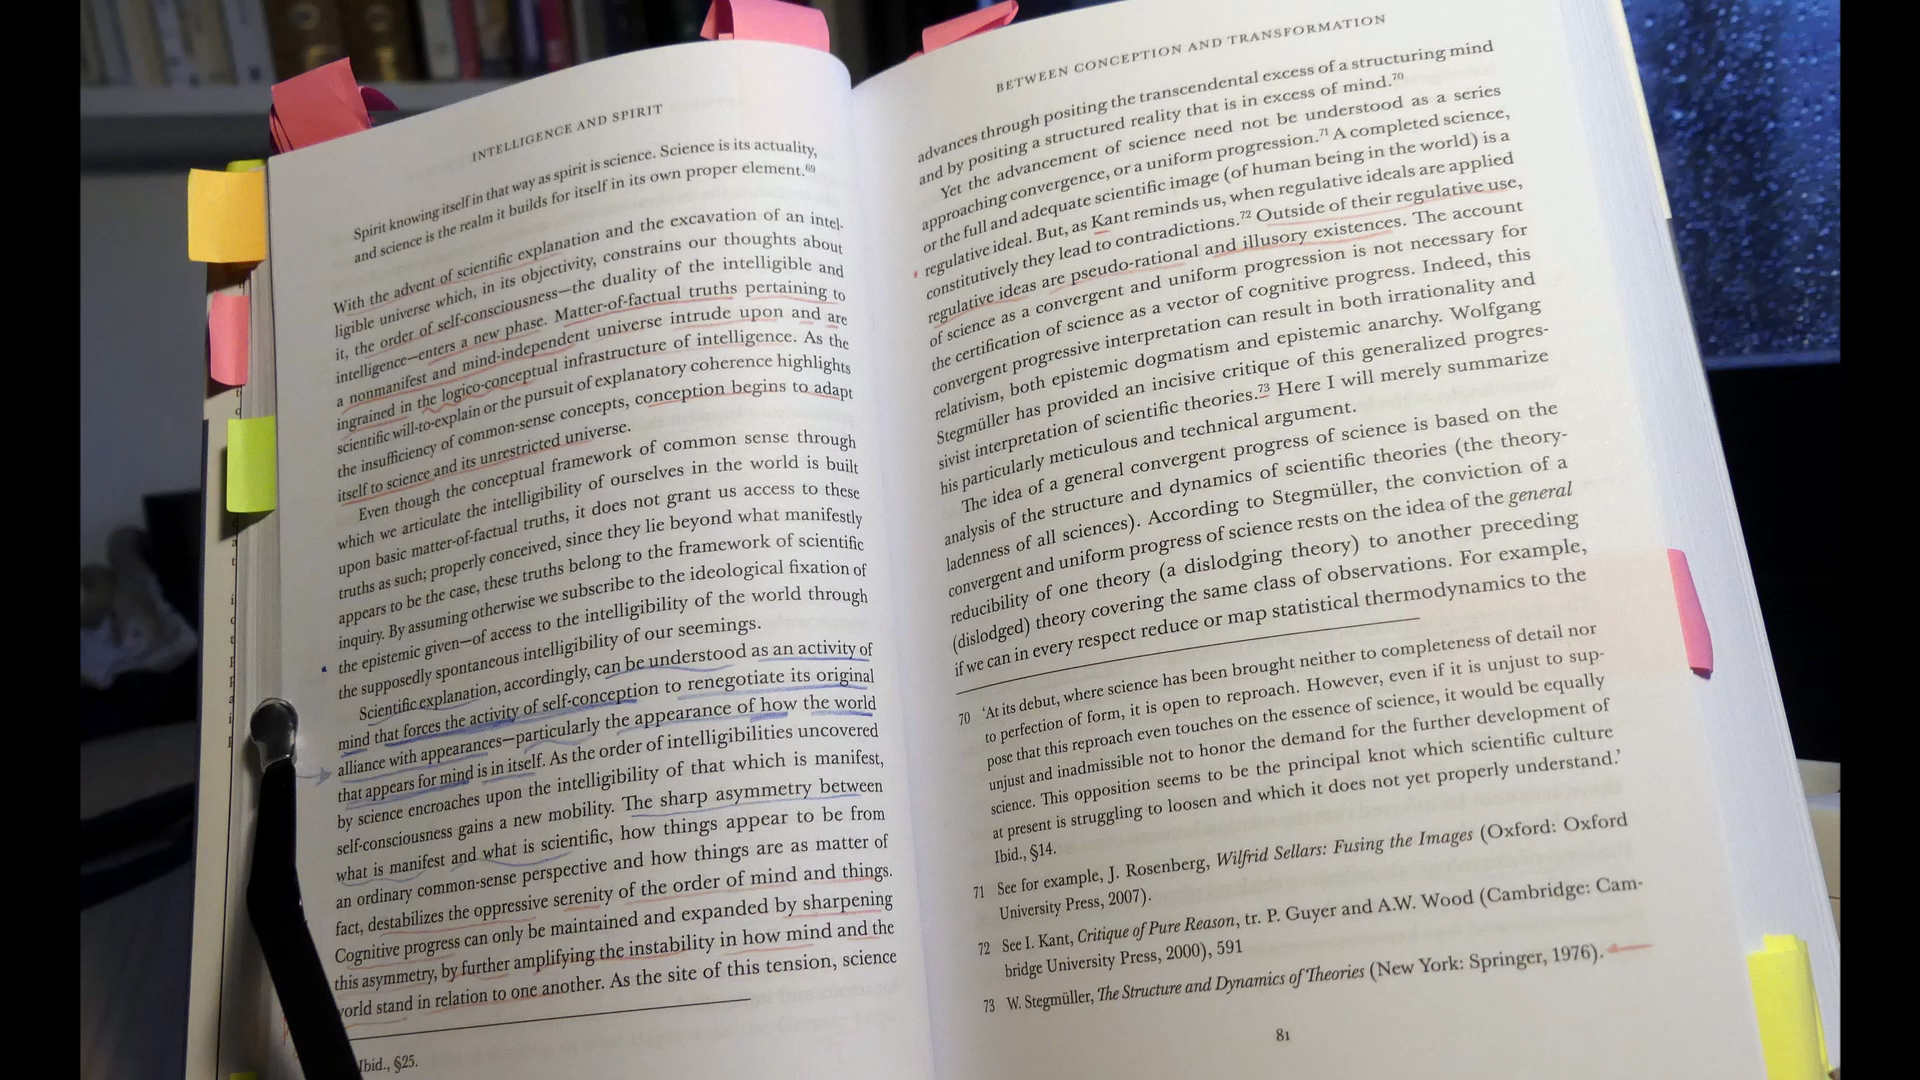 INTELLIGENCE AND SPIRIT
Spirit knowing itself in that way as spirit is science. Science is its actuality,
and science is the realm it builds for itself in its own proper element.69
With the advent of scientific explanation and the excavation of an intel-
ligible universe which, in its objectivity, constrains our thoughts about
it, the order of self-consciousness—the duality of the intelligible and
intelligence—enters a new phase. Matter-of-factual truths pertaining to
a nonmanifest and mind-independent universe intrude upon and are
ingrained in the logico-conceptual infrastructure of intelligence. As the
scientific will-to-explain or the pursuit of explanatory coherence highlights
the insufficiency of common-sense concepts, conception begins to adapt
itself to science and its unrestricted universe.
Even though the conceptual framework of common sense through
which we articulate the intelligibility of ourselves in the world is built
upon basic matter-of-factual truths, it does not grant us access to these
truths as such; properly conceived, since they lie beyond what manifestly
appears to be the case, these truths belong to the framework of scientific
inquiry. By assuming otherwise we subscribe to the ideological fixation of
the epistemic given—of access to the intelligibility of the world through
the supposedly spontaneous intelligibility of our seemings.
Scientific explanation, accordingly, can be understood as an activity of
mind that forces the activity of self-conception to renegotiate its original
alliance with appearances—particularly the appearance of how the world
that appears for mind is in itself. As the order of intelligibilities uncovered
by science encroaches upon the intelligibility of that which is manifest,
self-consciousness gains a new mobility. The sharp asymmetry between
what is manifest and what is scientific, how things appear to be from
an ordinary common-sense perspective and how things are as matter of
fact, destabilizes the oppressive serenity of the order of mind and things.
Cognitive progress can only be maintained and expanded by sharpening
this asymmetry, by further amplifying the instability in how mind and the
world stand in relation to one another. As the site of this tension, science
Ibid., §25.
BETWEEN CONCEPTION AND TRANSFORMATION
advances through positing the transcendental excess of a structuring mind
and by positing a structured reality that is in excess of mind.70
Yet the advancement of science need not be understood as a series
approaching convergence, or a uniform progression.71 A completed science,
or the full and adequate scientific image (of human being in the world) is a
regulative ideal. But, as Kant reminds us, when regulative ideals are applied
constitutively they lead to contradictions.72 Outside of their regulative use,
regulative ideas are pseudo-rational and illusory existences. The account
of science as a convergent and uniform progression is not necessary for
the certification of science as a vector of cognitive progress. Indeed, this
convergent progressive interpretation can result in both irrationality and
relativism, both epistemic dogmatism and epistemic anarchy. Wolfgang
Stegmüller has provided an incisive critique of this generalized progres-
sivist interpretation of scientific theories.73 Here I will merely summarize
his particularly meticulous and technical argument.
The idea of a general convergent progress of science is based on the
analysis of the structure and dynamics of scientific theories (the theory-
ladenness of all sciences). According to Stegmüller, the conviction of a
convergent and uniform progress of science rests on the idea of the general
reducibility of one theory (a dislodging theory) to another preceding
(dislodged) theory covering the same class of observations. For example,
if we can in every respect reduce or map statistical thermodynamics to the
70 ‘At its debut, where science has been brought neither to completeness of detail nor
to perfection of form, it is open to reproach. However, even if it is unjust to sup-
pose that this reproach even touches on the essence of science, it would be equally
unjust and inadmissible not to honor the demand for the further development of
science. This opposition seems to be the principal knot which scientific culture
at present is struggling to loosen and which it does not yet properly understand.’
Ibid., §14.
71 See for example, J. Rosenberg, Wilfrid Sellars: Fusing the Images (Oxford: Oxford
University Press, 2007).
72 See I. Kant, Critique of Pure Reason, tr. P. Guyer and A.W. Wood (Cambridge: Cam-
bridge University Press, 2000), 591
73 W. Stegmüller, The Structure and Dynamics of Theories (New York: Springer, 1976).
81